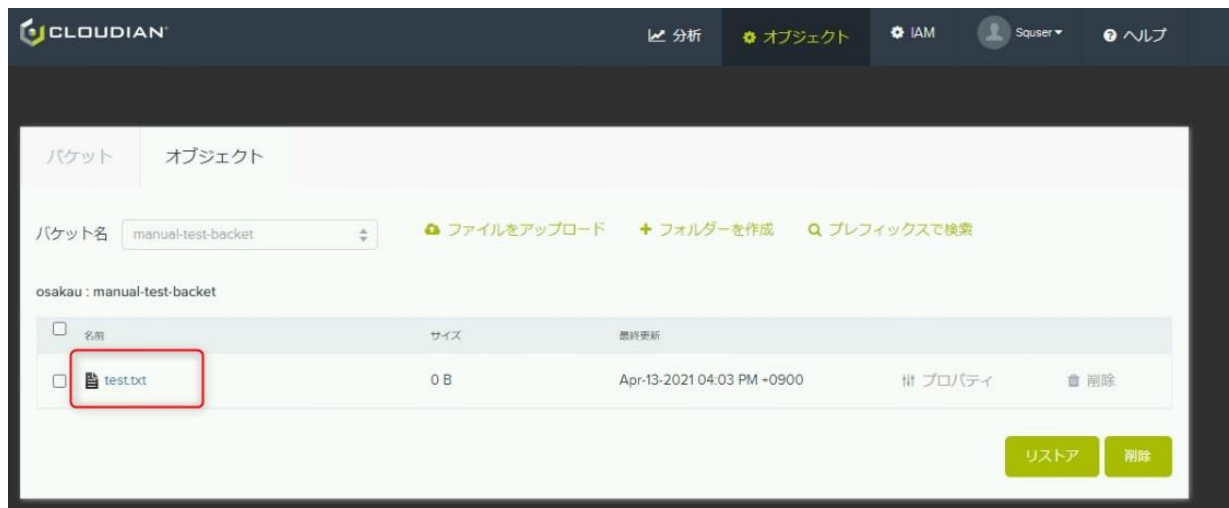 CLOUDIAN
分析 オブジェクト IAM Squser ヘルプ
バケット オブジェクト
バケット名 manual-test-backet ファイルをアップロード フォルダーを作成 プレフィックスで検索
osakau : manual-test-backet
名前 サイズ 最終更新
test.txt 0 B Apr-13-2021 04:03 PM +0900 プロパティ 削除
リストア 削除